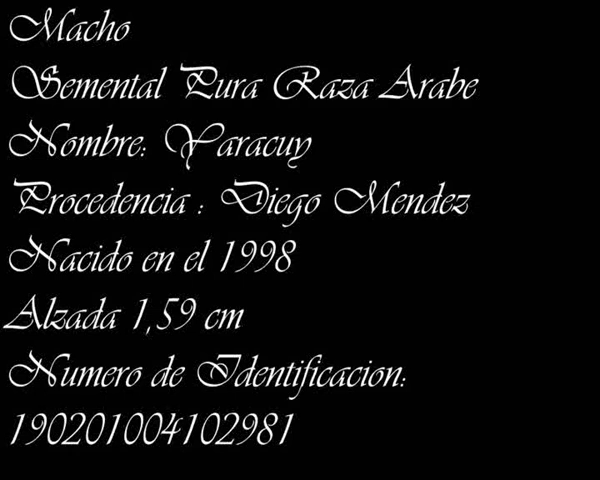 Macho
Semental Pura Raza Arabe
Nombre: Yaracuy
Procedencia : Diego Mendez
Nacido en el 1998
Alzada 1,59 cm
Numero de Identificacion:
190201004102981